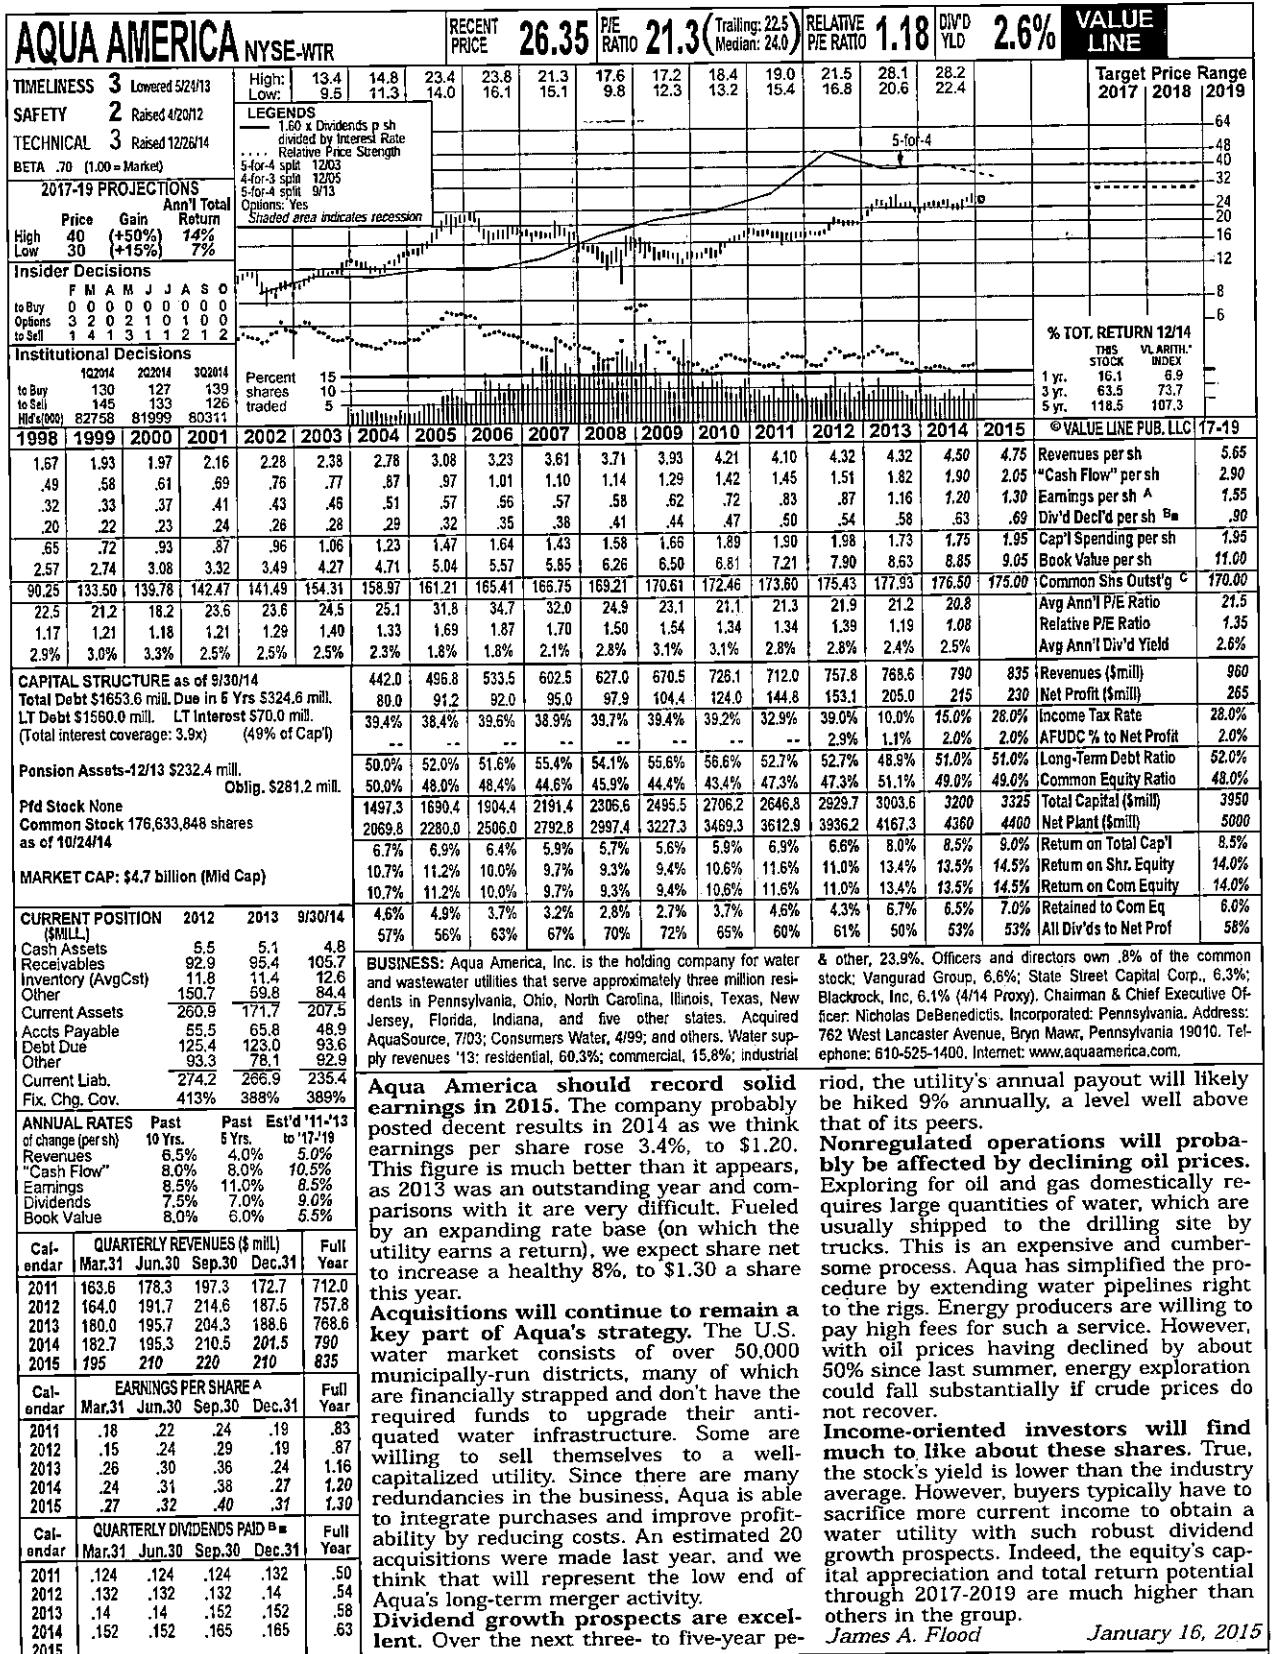 AQUA AMERICA NYSE-WTR
RECENT PRICE 26.35
P/E RATIO 21.3 (Trailing: 22.5 Median: 24.0)
RELATIVE P/E RATIO 1.18
DIV'D YLD 2.6%
VALUE LINE
TIMELINESS 3 Lowered 5/24/13
SAFETY 2 Raised 4/20/12
TECHNICAL 3 Raised 12/26/14
BETA .70 (1.00 = Market)
2017-19 PROJECTIONS
Ann'l Total
Price Gain Return
High 40 (+50%) 14%
Low 30 (+15%) 7%
Insider Decisions
F M A M J J A S O
to Buy 0 0 0 0 0 0 0 0 0
Options 3 2 0 2 1 0 1 0 0
to Sell 1 4 1 3 1 1 2 1 2
Institutional Decisions
1Q2014 2Q2014 3Q2014
to Buy 130 127 139
to Sell 145 133 126
Hld's(000) 82758 81999 80311
High: 13.4 14.8 23.4 23.8 21.3 17.6 17.2 18.4 19.0 21.5 28.1 28.2
Low: 9.5 11.3 14.0 16.1 15.1 9.8 12.3 13.2 15.4 16.8 20.6 22.4
LEGENDS
1.60 x Dividends p sh
divided by Interest Rate
. . . . Relative Price Strength
5-for-4 split 12/03
4-for-3 split 12/05
5-for-4 split 9/13
Options: Yes
Shaded area indicates recession
5-for-4
Target Price Range
2017 2018 2019
64
48
40
32
24
20
16
12
8
6
Percent 15
shares 10
traded 5
% TOT. RETURN 12/14
THIS STOCK VL ARITH.* INDEX
1 yr. 16.1 6.9
3 yr. 63.5 73.7
5 yr. 118.5 107.3
1998 1999 2000 2001 2002 2003 2004 2005 2006 2007 2008 2009 2010 2011 2012 2013 2014 2015 © VALUE LINE PUB. LLC 17-19
1.67 1.93 1.97 2.16 2.28 2.38 2.78 3.08 3.23 3.61 3.71 3.93 4.21 4.10 4.32 4.32 4.50 4.75 Revenues per sh 5.65
.49 .58 .61 .69 .76 .77 .87 .97 1.01 1.10 1.14 1.29 1.42 1.45 1.51 1.82 1.90 2.05 "Cash Flow" per sh 2.90
.32 .33 .37 .41 .43 .46 .51 .57 .56 .57 .58 .62 .72 .83 .87 1.16 1.20 1.30 Earnings per sh A 1.55
.20 .22 .23 .24 .26 .28 .29 .32 .35 .38 .41 .44 .47 .50 .54 .58 .63 .69 Div'd Decl'd per sh B■ .90
.65 .72 .93 .87 .96 1.06 1.23 1.47 1.64 1.43 1.58 1.66 1.89 1.90 1.98 1.73 1.75 1.95 Cap'l Spending per sh 1.95
2.57 2.74 3.08 3.32 3.49 4.27 4.71 5.04 5.57 5.85 6.26 6.50 6.81 7.21 7.90 8.63 8.85 9.05 Book Value per sh 11.00
90.25 133.50 139.78 142.47 141.49 154.31 158.97 161.21 165.41 166.75 169.21 170.61 172.46 173.60 175.43 177.93 176.50 175.00 Common Shs Outst'g C 170.00
22.5 21.2 18.2 23.6 23.6 24.5 25.1 31.8 34.7 32.0 24.9 23.1 21.1 21.3 21.9 21.2 20.8 Avg Ann'l P/E Ratio 21.5
1.17 1.21 1.18 1.21 1.29 1.40 1.33 1.69 1.87 1.70 1.50 1.54 1.34 1.34 1.39 1.19 1.08 Relative P/E Ratio 1.35
2.9% 3.0% 3.3% 2.5% 2.5% 2.5% 2.3% 1.8% 1.8% 2.1% 2.8% 3.1% 3.1% 2.8% 2.8% 2.4% 2.5% Avg Ann'l Div'd Yield 2.6%
CAPITAL STRUCTURE as of 9/30/14
Total Debt $1653.6 mill. Due in 5 Yrs $324.6 mill.
LT Debt $1560.0 mill. LT Interest $70.0 mill.
(Total interest coverage: 3.9x) (49% of Cap'l)
Pension Assets-12/13 $232.4 mill.
Oblig. $281.2 mill.
Pfd Stock None
Common Stock 176,633,848 shares
as of 10/24/14
MARKET CAP: $4.7 billion (Mid Cap)
442.0 496.8 533.5 602.5 627.0 670.5 726.1 712.0 757.8 768.6 790 835 Revenues ($mill) 960
80.0 91.2 92.0 95.0 97.9 104.4 124.0 144.8 153.1 205.0 215 230 Net Profit ($mill) 265
39.4% 38.4% 39.6% 38.9% 39.7% 39.4% 39.2% 32.9% 39.0% 10.0% 15.0% 28.0% Income Tax Rate 28.0%
-- -- -- -- -- -- -- -- 2.9% 1.1% 2.0% 2.0% AFUDC % to Net Profit 2.0%
50.0% 52.0% 51.6% 55.4% 54.1% 55.6% 56.6% 52.7% 52.7% 48.9% 51.0% 51.0% Long-Term Debt Ratio 52.0%
50.0% 48.0% 48.4% 44.6% 45.9% 44.4% 43.4% 47.3% 47.3% 51.1% 49.0% 49.0% Common Equity Ratio 48.0%
1497.3 1690.4 1904.4 2191.4 2306.6 2495.5 2706.2 2646.8 2929.7 3003.6 3200 3325 Total Capital ($mill) 3950
2069.8 2280.0 2506.0 2792.8 2997.4 3227.3 3469.3 3612.9 3936.2 4167.3 4360 4400 Net Plant ($mill) 5000
6.7% 6.9% 6.4% 5.9% 5.7% 5.6% 5.9% 6.9% 6.6% 8.0% 8.5% 9.0% Return on Total Cap'l 8.5%
10.7% 11.2% 10.0% 9.7% 9.3% 9.4% 10.6% 11.6% 11.0% 13.4% 13.5% 14.5% Return on Shr. Equity 14.0%
10.7% 11.2% 10.0% 9.7% 9.3% 9.4% 10.6% 11.6% 11.0% 13.4% 13.5% 14.5% Return on Com Equity 14.0%
4.6% 4.9% 3.7% 3.2% 2.8% 2.7% 3.7% 4.6% 4.3% 6.7% 6.5% 7.0% Retained to Com Eq 6.0%
57% 56% 63% 67% 70% 72% 65% 60% 61% 50% 53% 53% All Div'ds to Net Prof 58%
CURRENT POSITION 2012 2013 9/30/14
($MILL.)
Cash Assets 5.5 5.1 4.8
Receivables 92.9 95.4 105.7
Inventory (AvgCst) 11.8 11.4 12.6
Other 150.7 59.8 84.4
Current Assets 260.9 171.7 207.5
Accts Payable 55.5 65.8 48.9
Debt Due 125.4 123.0 93.6
Other 93.3 78.1 92.9
Current Liab. 274.2 266.9 235.4
Fix. Chg. Cov. 413% 388% 389%
ANNUAL RATES Past Past Est'd '11-'13
of change (per sh) 10 Yrs. 5 Yrs. to '17-'19
Revenues 6.5% 4.0% 5.0%
"Cash Flow" 8.0% 8.0% 10.5%
Earnings 8.5% 11.0% 8.5%
Dividends 7.5% 7.0% 9.0%
Book Value 8.0% 6.0% 5.5%
Cal- QUARTERLY REVENUES ($ mill.) Full
endar Mar.31 Jun.30 Sep.30 Dec.31 Year
2011 163.6 178.3 197.3 172.7 712.0
2012 164.0 191.7 214.6 187.5 757.8
2013 180.0 195.7 204.3 188.6 768.6
2014 182.7 195.3 210.5 201.5 790
2015 195 210 220 210 835
Cal- EARNINGS PER SHARE A Full
endar Mar.31 Jun.30 Sep.30 Dec.31 Year
2011 .18 .22 .24 .19 .83
2012 .15 .24 .29 .19 .87
2013 .26 .30 .36 .24 1.16
2014 .24 .31 .38 .27 1.20
2015 .27 .32 .40 .31 1.30
Cal- QUARTERLY DIVIDENDS PAID B■ Full
endar Mar.31 Jun.30 Sep.30 Dec.31 Year
2011 .124 .124 .124 .132 .50
2012 .132 .132 .132 .14 .54
2013 .14 .14 .152 .152 .58
2014 .152 .152 .165 .165 .63
2015
BUSINESS: Aqua America, Inc. is the holding company for water
and wastewater utilities that serve approximately three million resi-
dents in Pennsylvania, Ohio, North Carolina, Illinois, Texas, New
Jersey, Florida, Indiana, and five other states. Acquired
AquaSource, 7/03; Consumers Water, 4/99; and others. Water sup-
ply revenues '13: residential, 60.3%; commercial, 15.8%; industrial
& other, 23.9%. Officers and directors own .8% of the common
stock; Vangurad Group, 6.6%; State Street Capital Corp., 6.3%;
Blackrock, Inc, 6.1% (4/14 Proxy). Chairman & Chief Executive Of-
ficer: Nicholas DeBenedictis. Incorporated: Pennsylvania. Address:
762 West Lancaster Avenue, Bryn Mawr, Pennsylvania 19010. Tel-
ephone: 610-525-1400. Internet: www.aquaamerica.com.
Aqua America should record solid
earnings in 2015. The company probably
posted decent results in 2014 as we think
earnings per share rose 3.4%, to $1.20.
This figure is much better than it appears,
as 2013 was an outstanding year and com-
parisons with it are very difficult. Fueled
by an expanding rate base (on which the
utility earns a return), we expect share net
to increase a healthy 8%, to $1.30 a share
this year.
Acquisitions will continue to remain a
key part of Aqua's strategy. The U.S.
water market consists of over 50,000
municipally-run districts, many of which
are financially strapped and don't have the
required funds to upgrade their anti-
quated water infrastructure. Some are
willing to sell themselves to a well-
capitalized utility. Since there are many
redundancies in the business, Aqua is able
to integrate purchases and improve profit-
ability by reducing costs. An estimated 20
acquisitions were made last year, and we
think that will represent the low end of
Aqua's long-term merger activity.
Dividend growth prospects are excel-
lent. Over the next three- to five-year pe-
riod, the utility's annual payout will likely
be hiked 9% annually, a level well above
that of its peers.
Nonregulated operations will proba-
bly be affected by declining oil prices.
Exploring for oil and gas domestically re-
quires large quantities of water, which are
usually shipped to the drilling site by
trucks. This is an expensive and cumber-
some process. Aqua has simplified the pro-
cedure by extending water pipelines right
to the rigs. Energy producers are willing to
pay high fees for such a service. However,
with oil prices having declined by about
50% since last summer, energy exploration
could fall substantially if crude prices do
not recover.
Income-oriented investors will find
much to like about these shares. True,
the stock's yield is lower than the industry
average. However, buyers typically have to
sacrifice more current income to obtain a
water utility with such robust dividend
growth prospects. Indeed, the equity's cap-
ital appreciation and total return potential
through 2017-2019 are much higher than
others in the group.
James A. Flood January 16, 2015